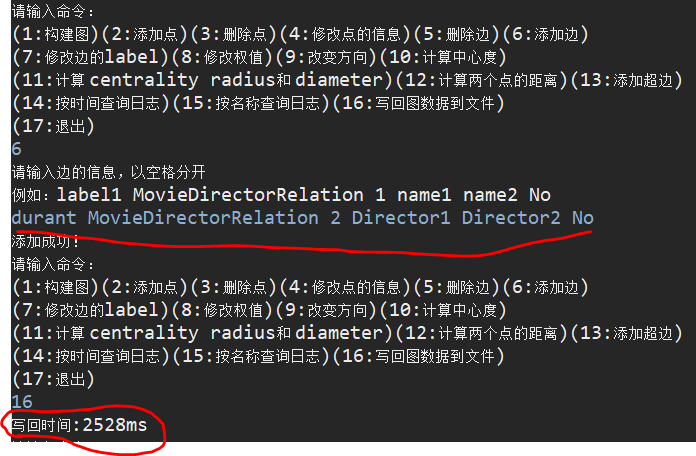 请输入命令：
(1:构建图)(2:添加点)(3:删除点)(4:修改点的信息)(5:删除边)(6:添加边)
(7:修改边的label)(8:修改权值)(9:改变方向)(10:计算中心度)
(11:计算 centrality radius和 diameter)(12:计算两个点的距离)(13:添加超边)
(14:按时间查询日志)(15:按名称查询日志)(16:写回图数据到文件)
(17:退出)
6
请输入边的信息，以空格分开
例如：label1 MovieDirectorRelation 1 name1 name2 No
durant MovieDirectorRelation 2 Director1 Director2 No
添加成功！
请输入命令：
(1:构建图)(2:添加点)(3:删除点)(4:修改点的信息)(5:删除边)(6:添加边)
(7:修改边的label)(8:修改权值)(9:改变方向)(10:计算中心度)
(11:计算 centrality radius和 diameter)(12:计算两个点的距离)(13:添加超边)
(14:按时间查询日志)(15:按名称查询日志)(16:写回图数据到文件)
(17:退出)
16
写回时间:2528ms